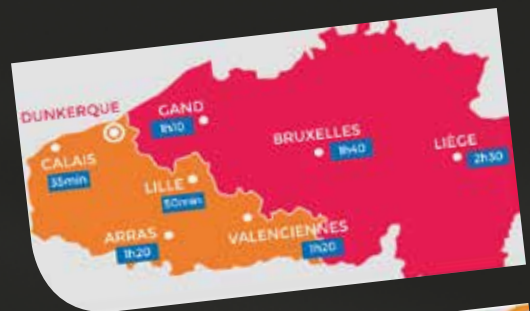 DUNKERQUE
GAND
1h10
CALAIS
35min
BRUXELLES
1h40
LIÈGE
2h30
LILLE
50min
ARRAS
1h20
VALENCIENNES
1h20